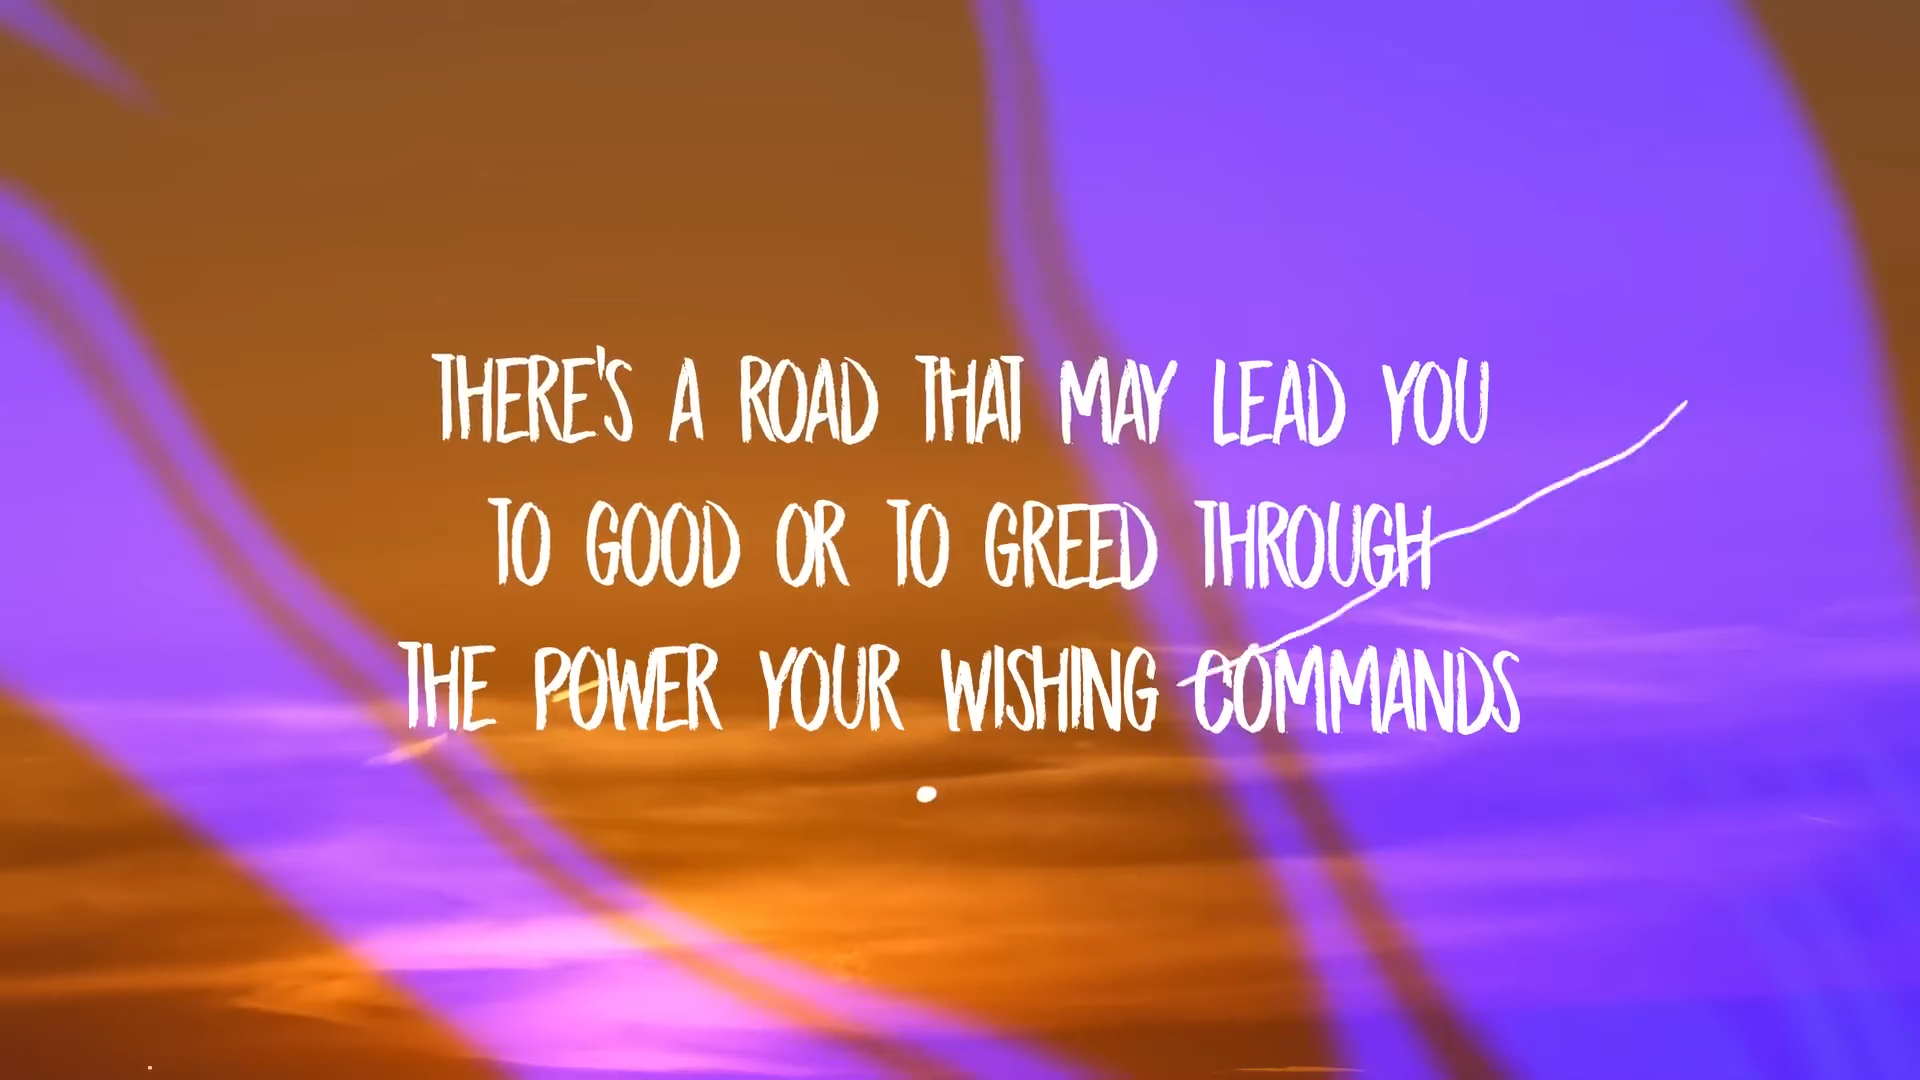 THERE'S A ROAD THAT MAY LEAD YOU
TO GOOD OR TO GREED THROUGH
THE POWER YOUR WISHING COMMANDS